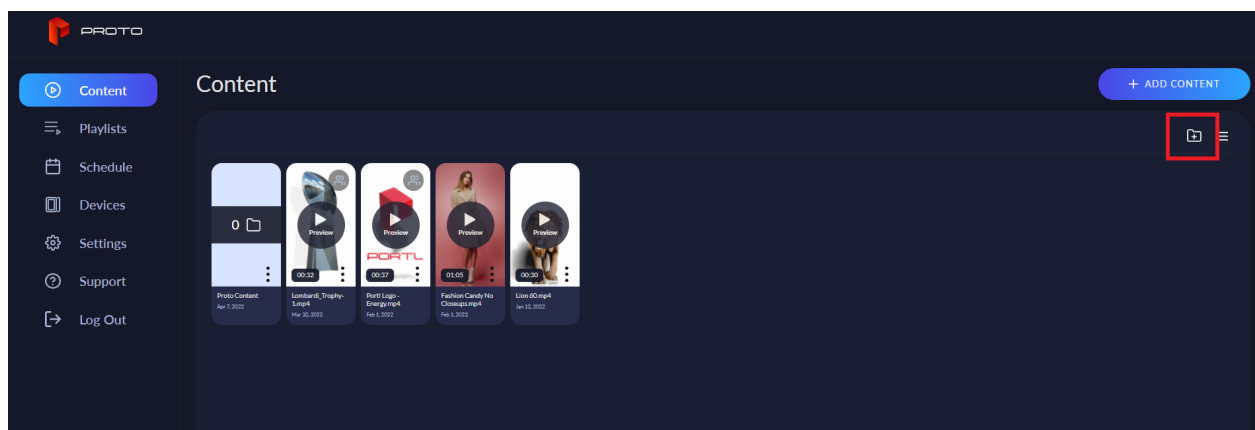 PROTO
Content
Playlists
Schedule
Devices
Settings
Support
Log Out
Content
+ ADD CONTENT
0
Proto Content
Apr 7, 2022
Preview
00:32
Lombardi_Trophy-
1.mp4
Mar 30, 2022
Preview
PORTL
00:37
Portl Logo -
Energy.mp4
Feb 1, 2022
Preview
01:05
Fashion Candy No
Closeups.mp4
Feb 1, 2022
Preview
00:30
Lion 60.mp4
Jan 12, 2022